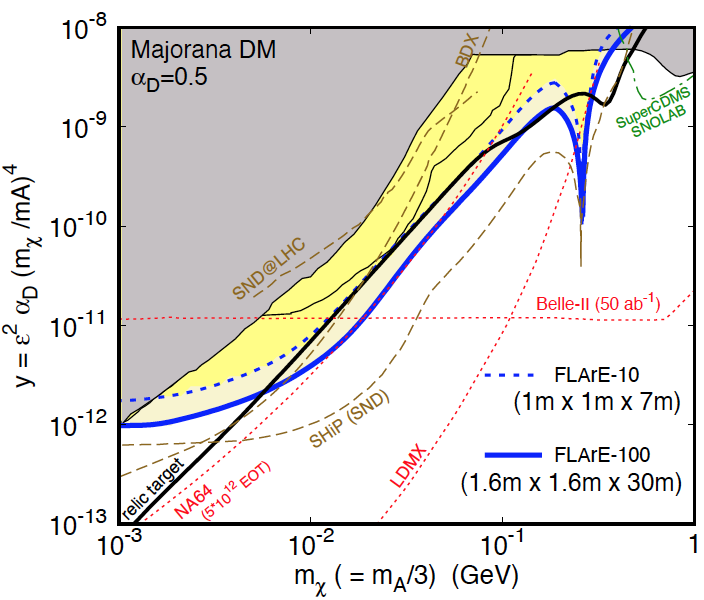 Majorana DM
α_D=0.5
BDX
SuperCDMS
SNOLAB
SND@LHC
Belle-II (50 ab⁻¹)
FLArE-10
(1m x 1m x 7m)
FLArE-100
(1.6m x 1.6m x 30m)
SHiP (SND)
LDMX
relic target
NA64
(5*10¹² EOT)
y = ε² α_D (m_χ /mA)⁴
10⁻⁸
10⁻⁹
10⁻¹⁰
10⁻¹¹
10⁻¹²
10⁻¹³
10⁻³
10⁻²
10⁻¹
1
m_χ ( = m_A/3) (GeV)